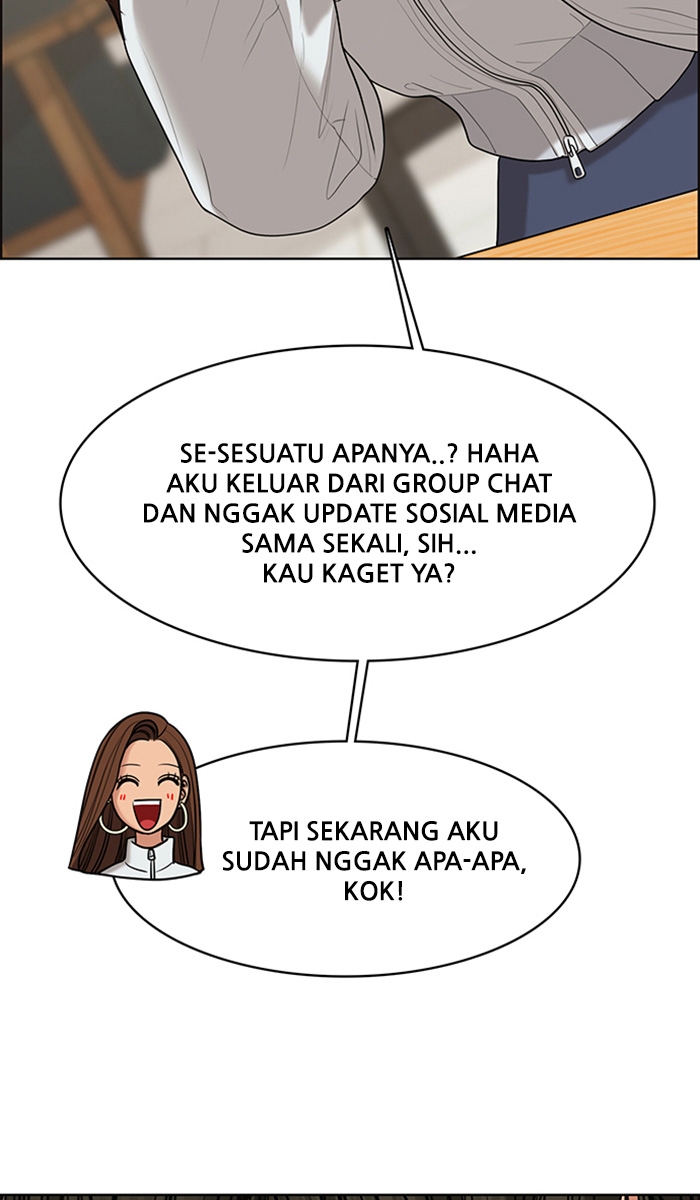 SE-SESUATU APANYA..? HAHA
AKU KELUAR DARI GROUP CHAT
DAN NGGAK UPDATE SOSIAL MEDIA
SAMA SEKALI, SIH...
KAU KAGET YA?
TAPI SEKARANG AKU
SUDAH NGGAK APA-APA,
KOK!